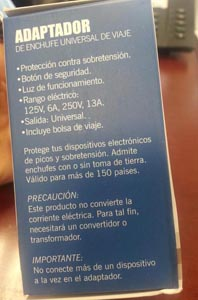 ADAPTADOR
DE ENCHUFE UNIVERSAL DE VIAJE
•Protección contra sobretensión.
•Botón de seguridad.
•Luz de funcionamiento.
•Rango eléctrico:
125V, 6A, 250V, 13A.
•Salida: Universal.
•Incluye bolsa de viaje.
Protege tus dispositivos electrónicos
de picos y sobretensión. Admite
enchufes con o sin toma de tierra.
Válido para más de 150 países.
PRECAUCIÓN:
Este producto no convierte la
corriente eléctrica. Para tal fin,
necesitará un convertidor o
transformador.
IMPORTANTE:
No conecte más de un dispositivo
a la vez en el adaptador.